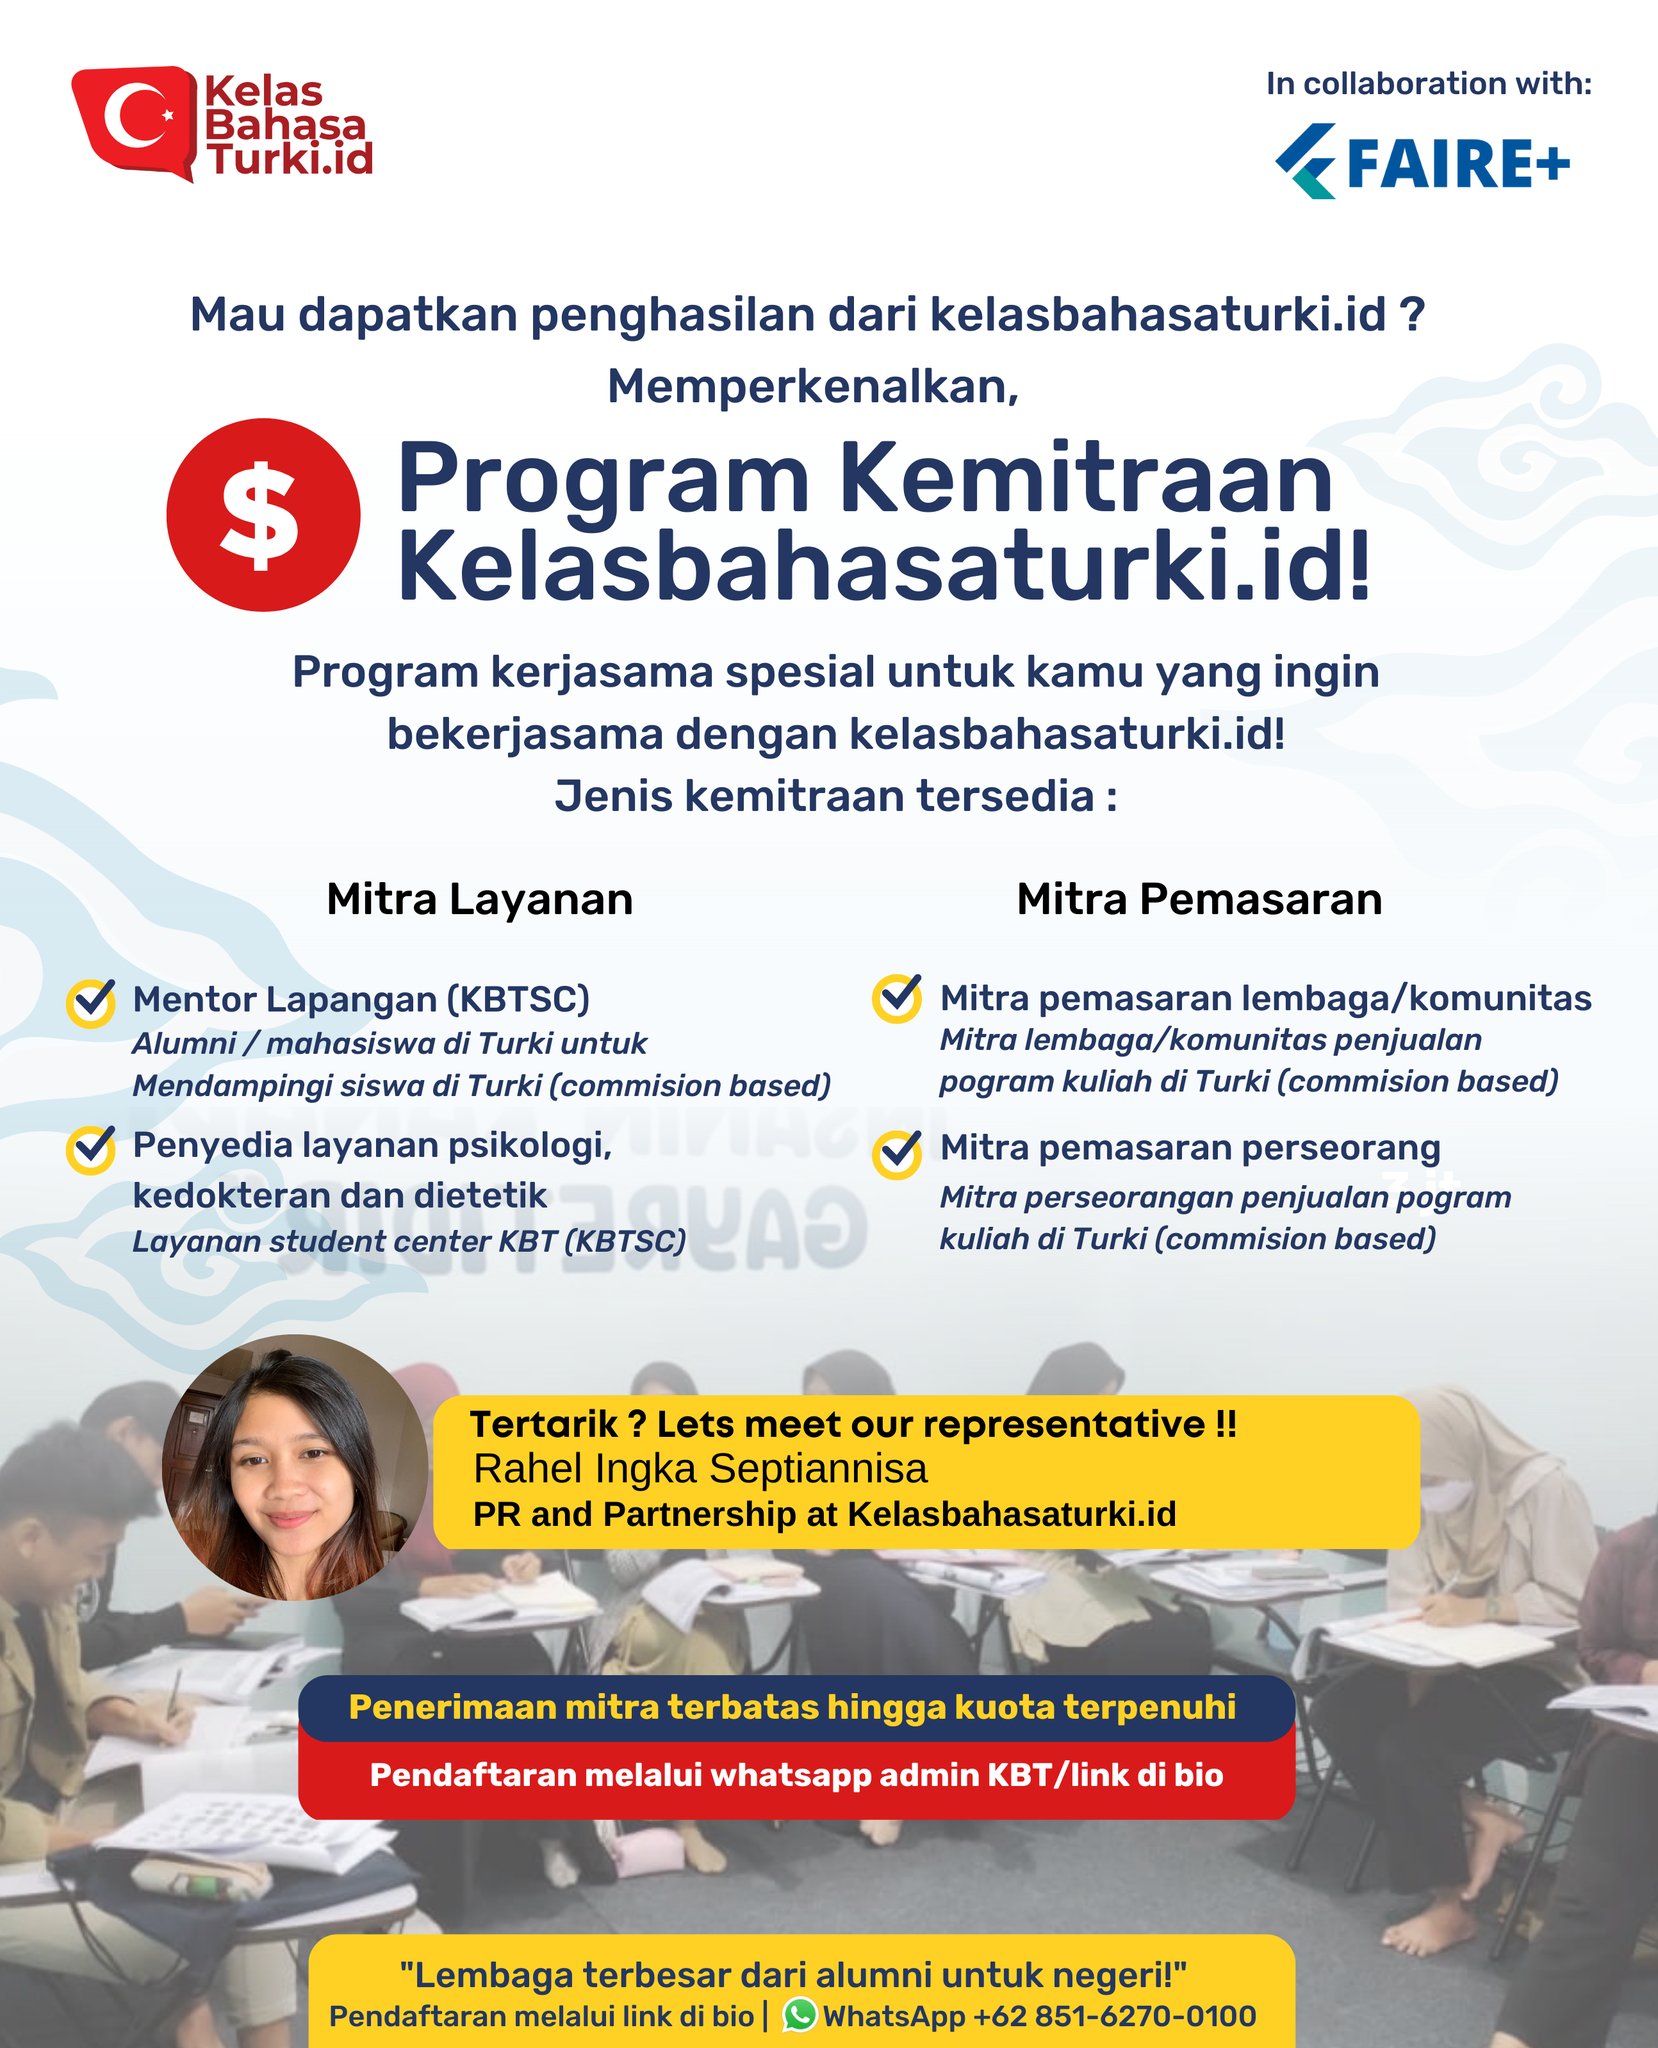 Kelas
Bahasa
Turki.id
In collaboration with:
FAIRE+
Mau dapatkan penghasilan dari kelasbahasaturki.id ?
Memperkenalkan,
$
Program Kemitraan
Kelasbahasaturki.id!
Program kerjasama spesial untuk kamu yang ingin
bekerjasama dengan kelasbahasaturki.id!
Jenis kemitraan tersedia :
Mitra Layanan
Mentor Lapangan (KBTSC)
Alumni / mahasiswa di Turki untuk
Mendampingi siswa di Turki (commision based)
Penyedia layanan psikologi,
kedokteran dan dietetik
Layanan student center KBT (KBTSC)
Mitra Pemasaran
Mitra pemasaran lembaga/komunitas
Mitra lembaga/komunitas penjualan
pogram kuliah di Turki (commision based)
Mitra pemasaran perseorang
Mitra perseorangan penjualan pogram
kuliah di Turki (commision based)
Tertarik ? Lets meet our representative !!
Rahel Ingka Septiannisa
PR and Partnership at Kelasbahasaturki.id
Penerimaan mitra terbatas hingga kuota terpenuhi
Pendaftaran melalui whatsapp admin KBT/link di bio
"Lembaga terbesar dari alumni untuk negeri!"
Pendaftaran melalui link di bio | WhatsApp +62 851-6270-0100